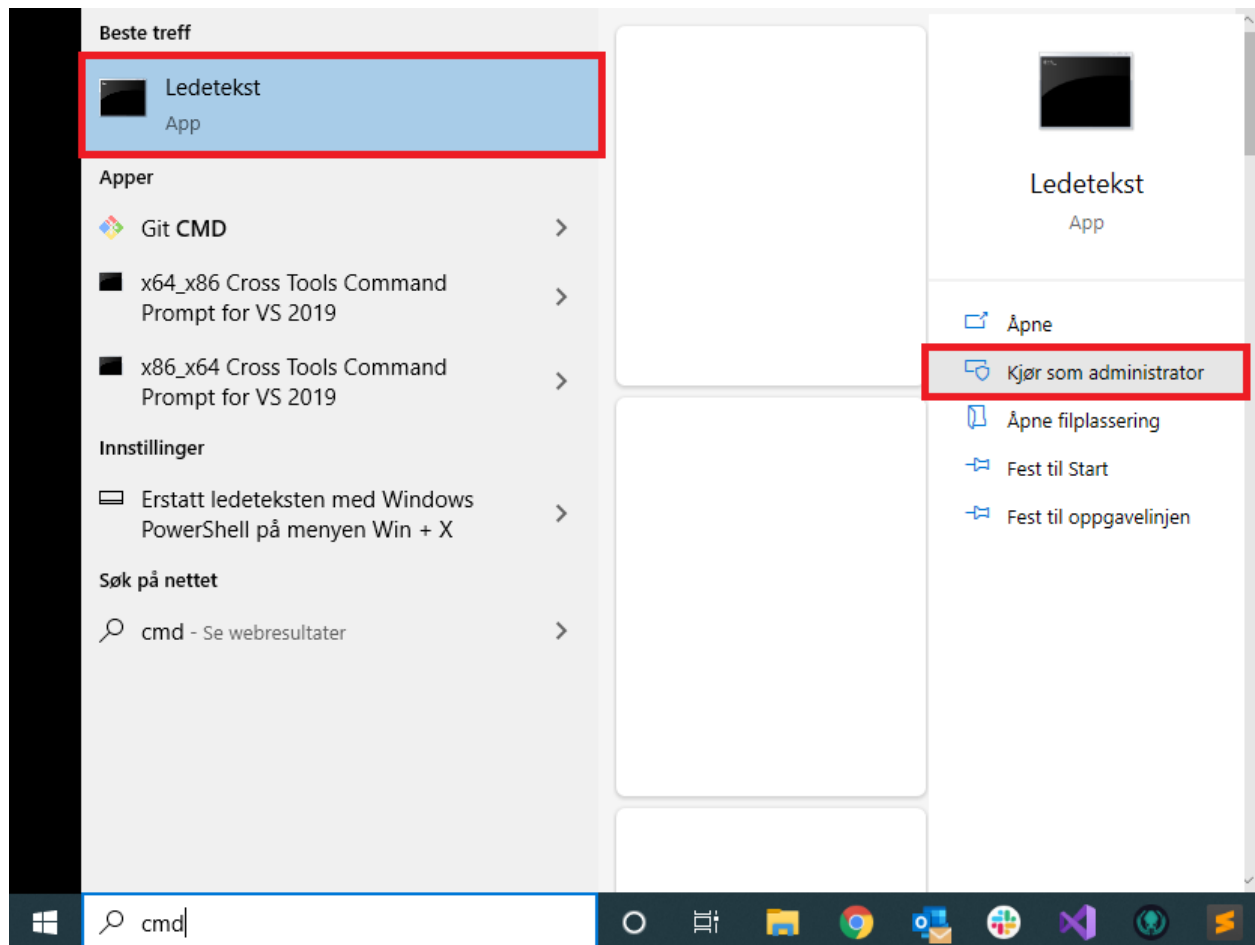 Beste treff
Ledetekst
App
Apper
Git CMD
x64_x86 Cross Tools Command
Prompt for VS 2019
x86_x64 Cross Tools Command
Prompt for VS 2019
Innstillinger
Erstatt ledeteksten med Windows
PowerShell på menyen Win + X
Søk på nettet
cmd - Se webresultater
Ledetekst
App
Åpne
Kjør som administrator
Åpne filplassering
Fest til Start
Fest til oppgavelinjen
cmd